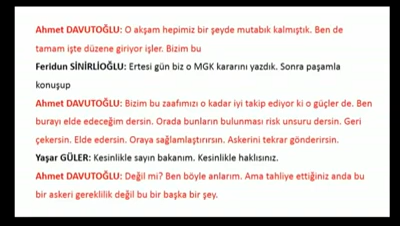 Ahmet DAVUTOĞLU: O akşam hepimiz bir şeyde mutabık kalmıştık. Ben de
tamam işte düzene giriyor işler. Bizim bu
Feridun SİNİRLİOĞLU: Ertesi gün biz o MGK kararını yazdık. Sonra paşamla
konuşup
Ahmet DAVUTOĞLU: Bizim bu zaafımızı o kadar iyi takip ediyor ki o güçler de. Ben
burayı elde edeceğim dersin. Orada bunların bulunması risk unsuru dersin. Geri
çekersin. Elde edersin. Oraya sağlamlaştırırsın. Askerini tekrar gönderirsin.
Yaşar GÜLER: Kesinlikle sayın bakanım. Kesinlikle haklısınız.
Ahmet DAVUTOĞLU: Değil mi? Ben böyle anlarım. Ama tahliye ettiğiniz anda bu
bir askeri gereklilik değil bu bir başka bir şey.